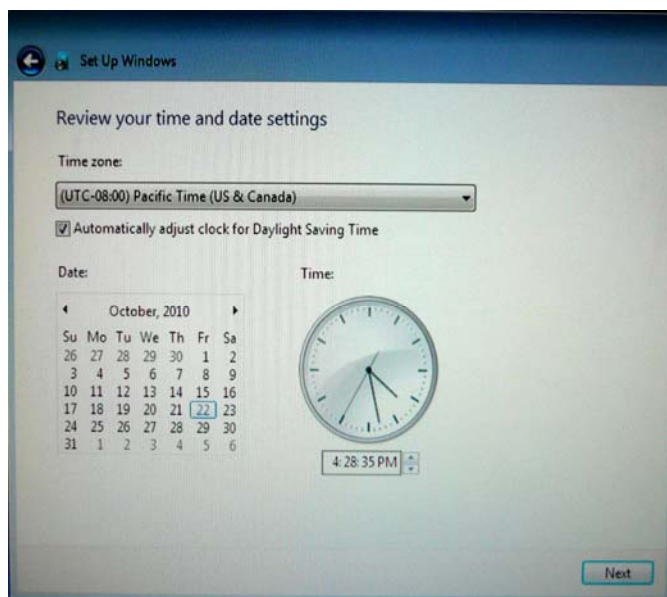 Set Up Windows
Review your time and date settings
Time zone:
(UTC-08:00) Pacific Time (US & Canada)
Automatically adjust clock for Daylight Saving Time
Date:
Time:
October, 2010
Su Mo Tu We Th Fr Sa
26 27 28 29 30 1 2
3 4 5 6 7 8 9
10 11 12 13 14 15 16
17 18 19 20 21 22 23
24 25 26 27 28 29 30
31 1 2 3 4 5 6
4:28:35 PM
Next